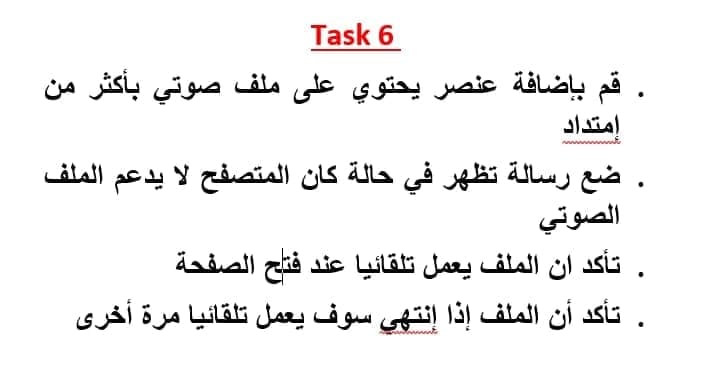 Task 6
. قم بإضافة عنصر يحتوي على ملف صوتي بأكثر من
إمتداد
. ضع رسالة تظهر في حالة كان المتصفح لا يدعم الملف
الصوتي
. تأكد ان الملف يعمل تلقائيا عند فتح الصفحة
. تأكد أن الملف إذا إنتهي سوف يعمل تلقائيا مرة أخرى